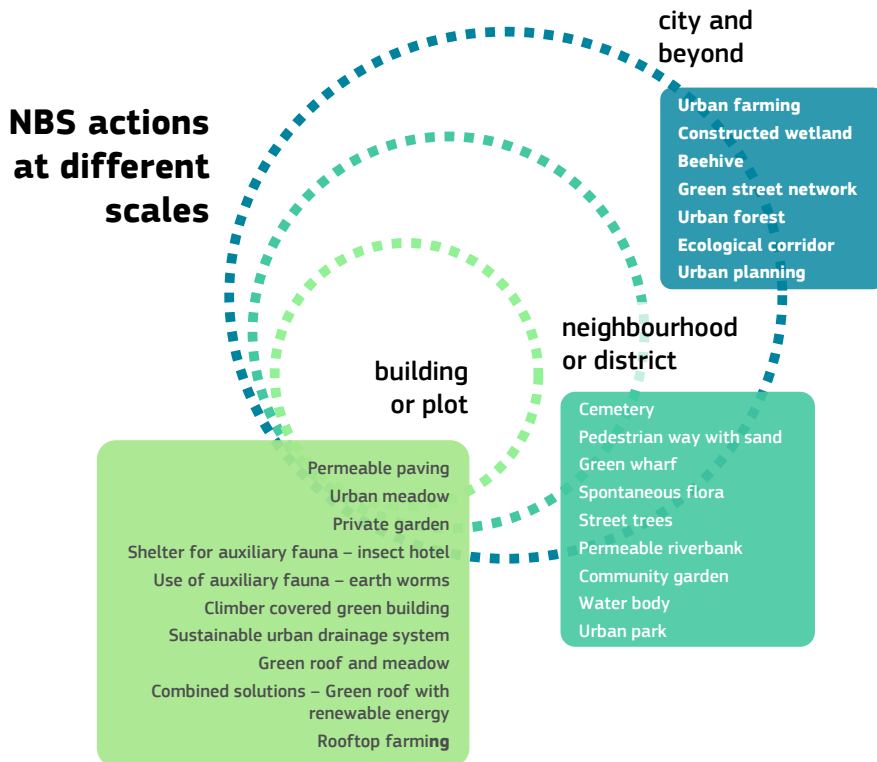 NBS actions
at different
scales
city and
beyond
Urban farming
Constructed wetland
Beehive
Green street network
Urban forest
Ecological corridor
Urban planning
neighbourhood
or district
Cemetery
Pedestrian way with sand
Green wharf
Spontaneous flora
Street trees
Permeable riverbank
Community garden
Water body
Urban park
building
or plot
Permeable paving
Urban meadow
Private garden
Shelter for auxiliary fauna – insect hotel
Use of auxiliary fauna – earth worms
Climber covered green building
Sustainable urban drainage system
Green roof and meadow
Combined solutions – Green roof with
renewable energy
Rooftop farming